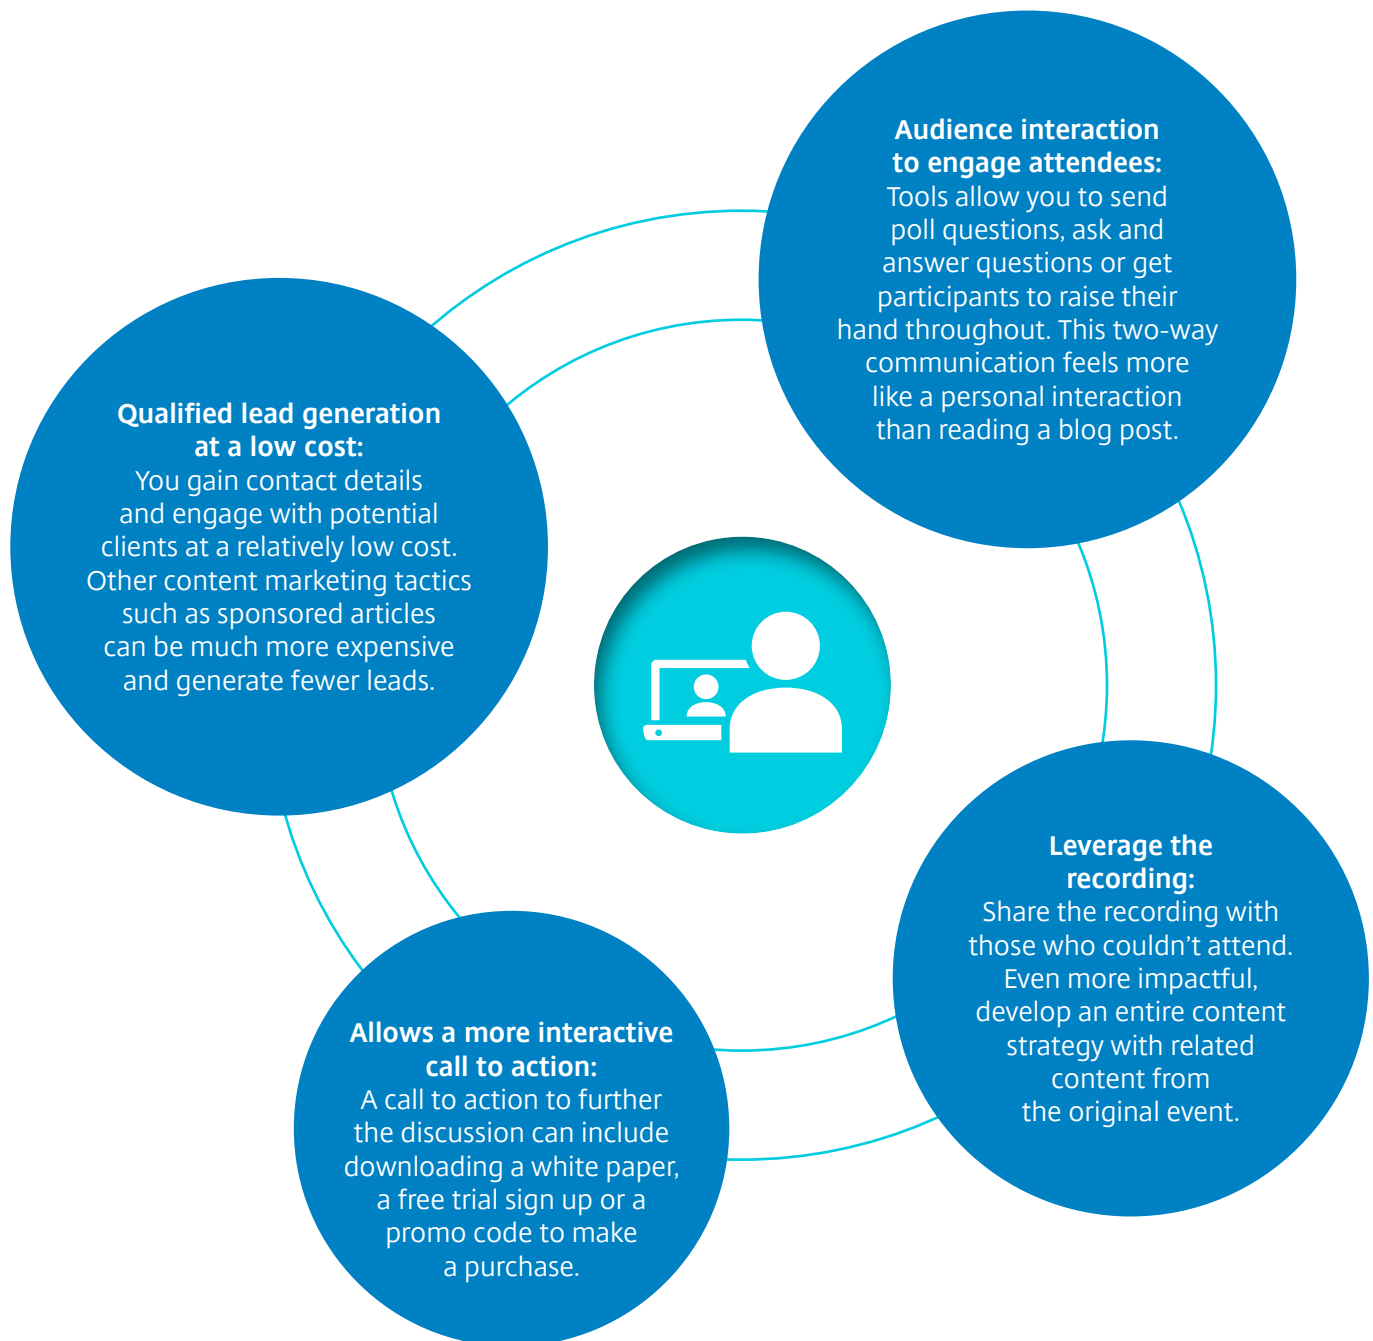 Audience interaction
to engage attendees:
Tools allow you to send
poll questions, ask and
answer questions or get
participants to raise their
hand throughout. This two-way
communication feels more
like a personal interaction
than reading a blog post.
Qualified lead generation
at a low cost:
You gain contact details
and engage with potential
clients at a relatively low cost.
Other content marketing tactics
such as sponsored articles
can be much more expensive
and generate fewer leads.
Leverage the
recording:
Share the recording with
those who couldn’t attend.
Even more impactful,
develop an entire content
strategy with related
content from
the original event.
Allows a more interactive
call to action:
A call to action to further
the discussion can include
downloading a white paper,
a free trial sign up or a
promo code to make
a purchase.